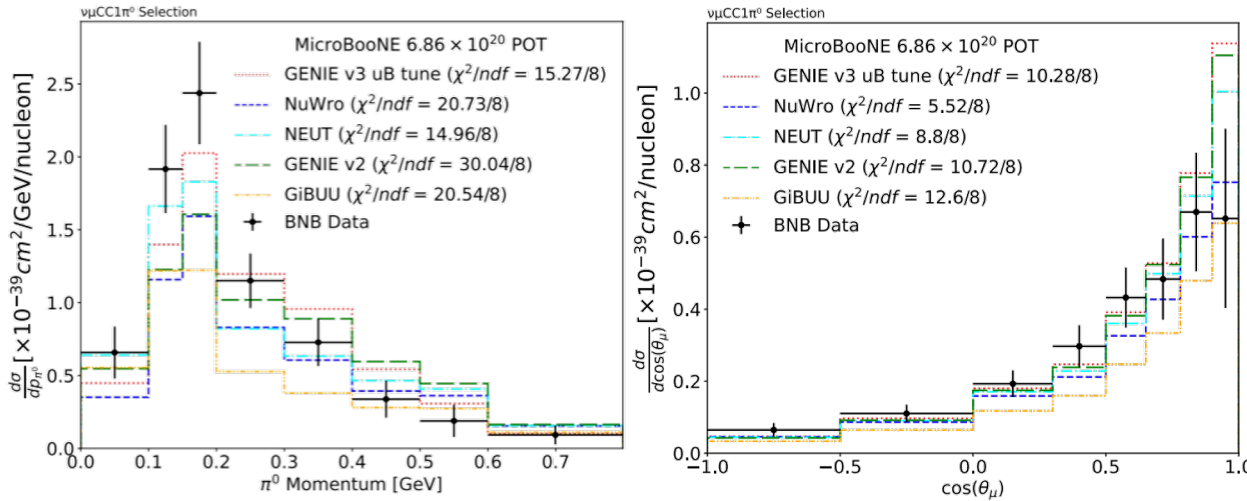 νμCC1π⁰ Selection
MicroBooNE 6.86 × 10²⁰ POT
GENIE v3 uB tune (χ²/ndf = 15.27/8)
NuWro (χ²/ndf = 20.73/8)
NEUT (χ²/ndf = 14.96/8)
GENIE v2 (χ²/ndf = 30.04/8)
GiBUU (χ²/ndf = 20.54/8)
BNB Data
dσ/dp_π⁰ [×10⁻³⁹cm²/GeV/nucleon]
2.5
2.0
1.5
1.0
0.5
0.0
0.0 0.1 0.2 0.3 0.4 0.5 0.6 0.7
π⁰ Momentum [GeV]
νμCC1π⁰ Selection
MicroBooNE 6.86 × 10²⁰ POT
GENIE v3 uB tune (χ²/ndf = 10.28/8)
NuWro (χ²/ndf = 5.52/8)
NEUT (χ²/ndf = 8.8/8)
GENIE v2 (χ²/ndf = 10.72/8)
GiBUU (χ²/ndf = 12.6/8)
BNB Data
dσ/dcos(θ_μ) [×10⁻³⁹cm²/nucleon]
1.0
0.8
0.6
0.4
0.2
0.0
−1.0 −0.5 0.0 0.5 1.0
cos(θ_μ)